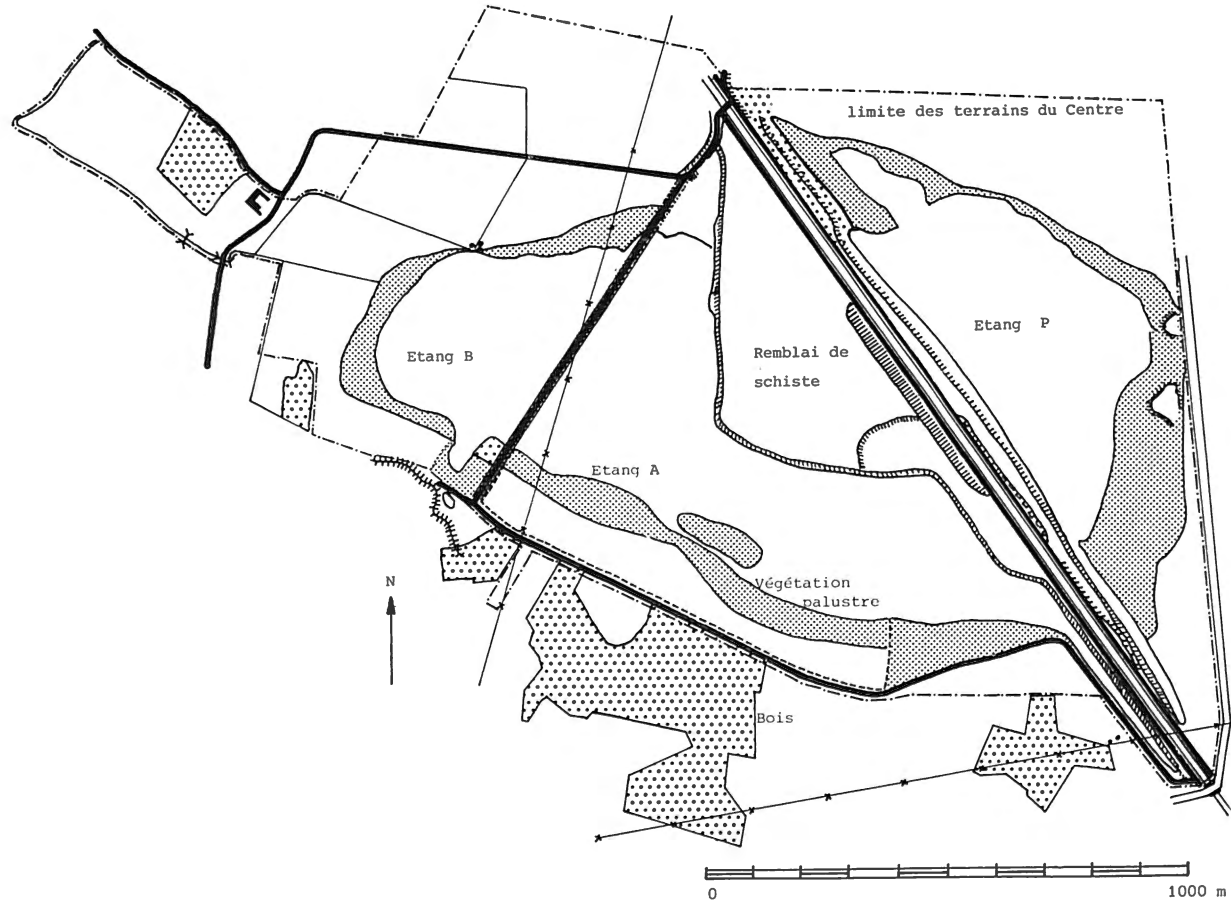 limite des terrains du Centre
Etang P
Remblai de
schiste
Etang B
Etang A
Végétation
palustre
N
Bois
0
1000 m